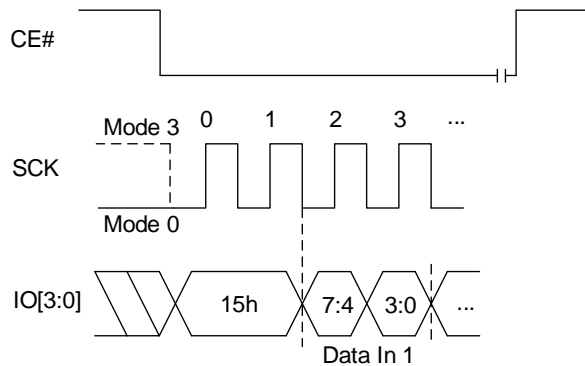 CE#
Mode 3 0 1 2 3 ...
SCK
Mode 0
IO[3:0] 15h 7:4 3:0 ...
Data In 1